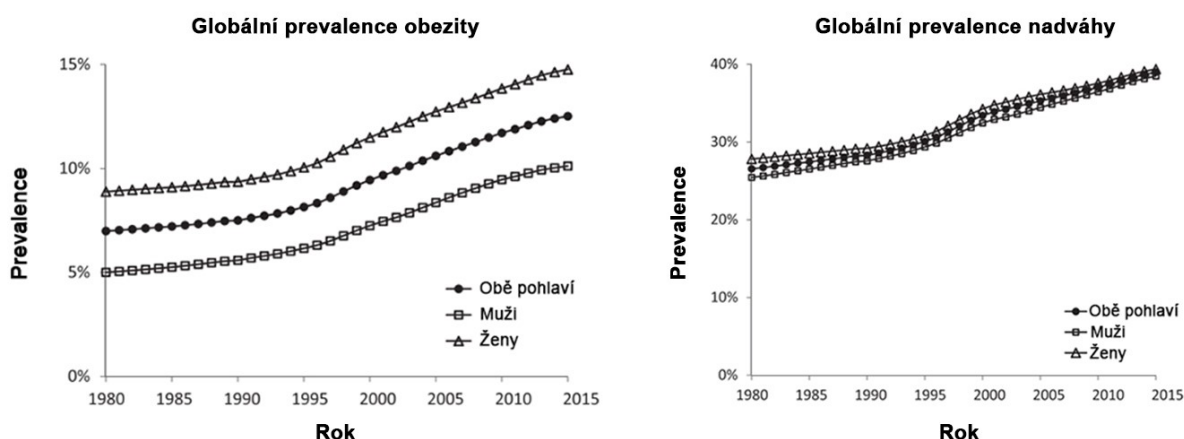 Globální prevalence obezity
15%
10%
5%
0%
Prevalence
Obě pohlaví
Muži
Ženy
1980 1985 1990 1995 2000 2005 2010 2015
Rok
Globální prevalence nadváhy
40%
30%
20%
10%
0%
Prevalence
Obě pohlaví
Muži
Ženy
1980 1985 1990 1995 2000 2005 2010 2015
Rok